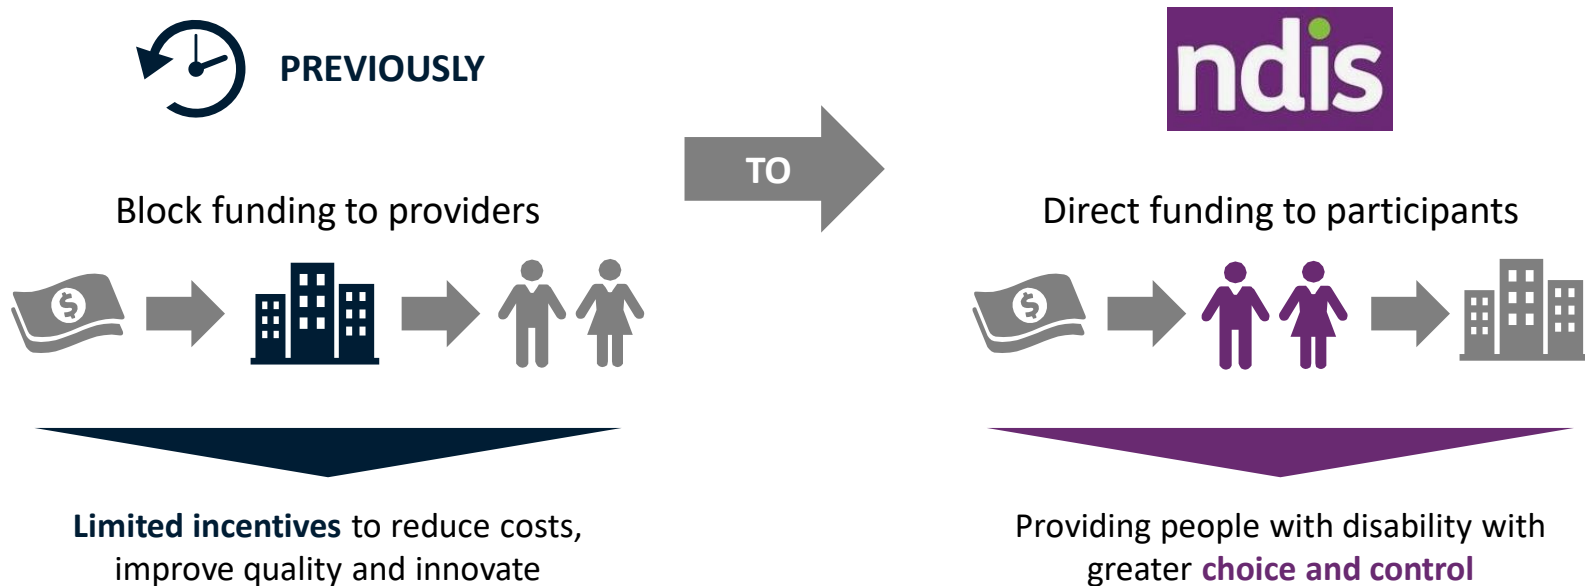 PREVIOUSLY
Block funding to providers
$
Limited incentives to reduce costs,
improve quality and innovate
TO
ndis
Direct funding to participants
$
Providing people with disability with
greater choice and control